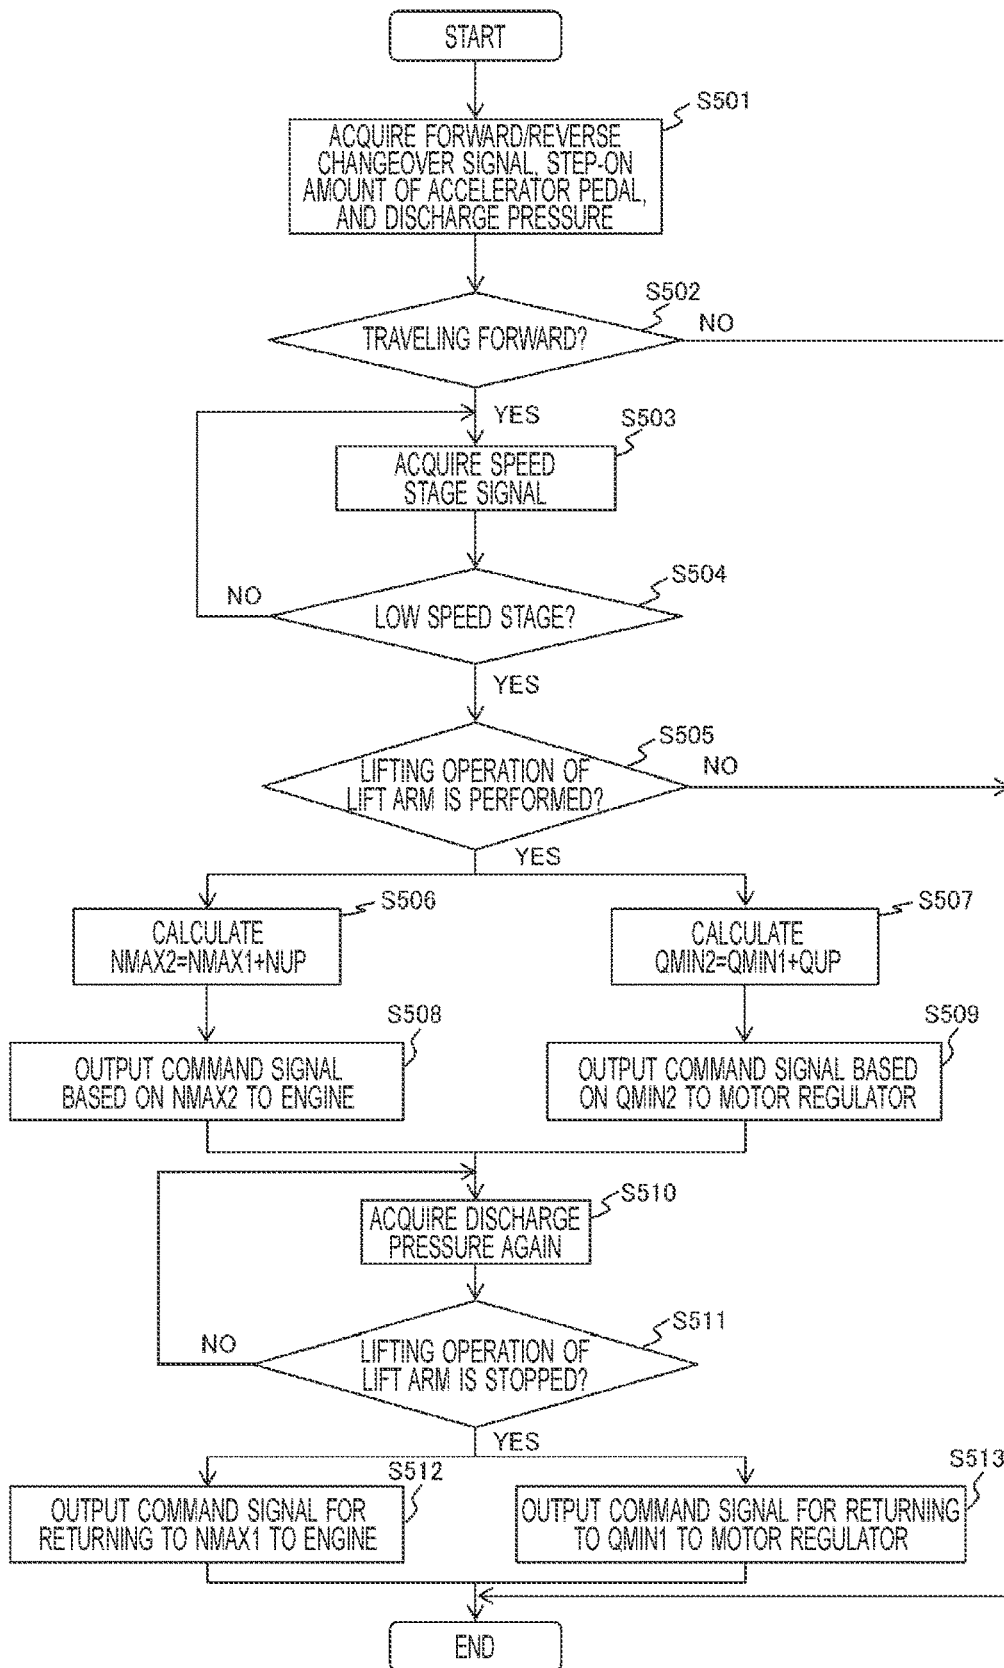 START
S501
ACQUIRE FORWARD/REVERSE
CHANGEOVER SIGNAL, STEP-ON
AMOUNT OF ACCELERATOR PEDAL,
AND DISCHARGE PRESSURE
S502
TRAVELING FORWARD?
NO
YES
S503
ACQUIRE SPEED
STAGE SIGNAL
S504
LOW SPEED STAGE?
NO
YES
S505
LIFTING OPERATION OF
LIFT ARM IS PERFORMED?
NO
YES
S506
CALCULATE
NMAX2=NMAX1+NUP
S507
CALCULATE
QMIN2=QMIN1+QUP
S508
OUTPUT COMMAND SIGNAL
BASED ON NMAX2 TO ENGINE
S509
OUTPUT COMMAND SIGNAL BASED
ON QMIN2 TO MOTOR REGULATOR
S510
ACQUIRE DISCHARGE
PRESSURE AGAIN
S511
LIFTING OPERATION OF
LIFT ARM IS STOPPED?
NO
YES
S512
OUTPUT COMMAND SIGNAL FOR
RETURNING TO NMAX1 TO ENGINE
S513
OUTPUT COMMAND SIGNAL FOR RETURNING
TO QMIN1 TO MOTOR REGULATOR
END